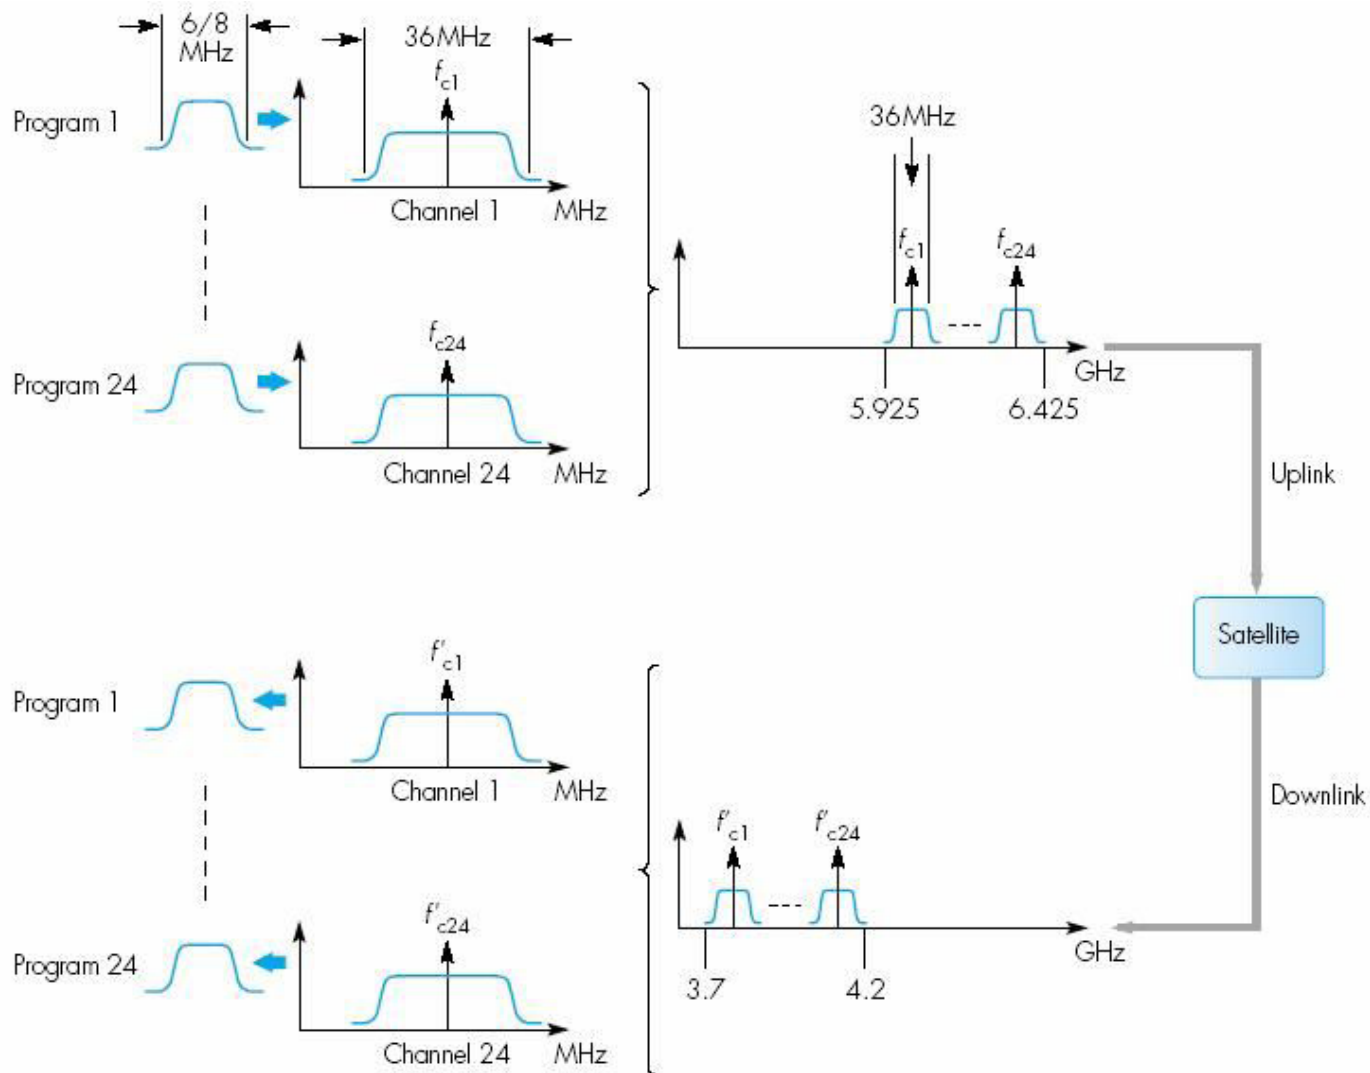 6/8
MHz
36MHz
fc1
Program 1
Channel 1
MHz
fc24
Program 24
Channel 24
MHz
36MHz
fc1
fc24
GHz
5.925
6.425
Uplink
Satellite
Downlink
f'c1
Program 1
Channel 1
MHz
f'c24
Program 24
Channel 24
MHz
f'c1
f'c24
GHz
3.7
4.2